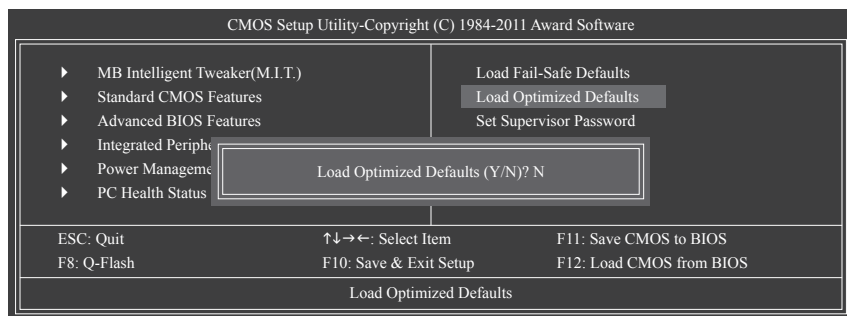 CMOS Setup Utility-Copyright (C) 1984-2011 Award Software
MB Intelligent Tweaker(M.I.T.)
Standard CMOS Features
Advanced BIOS Features
Integrated Periphe
Power Manageme
PC Health Status
Load Fail-Safe Defaults
Load Optimized Defaults
Set Supervisor Password
Load Optimized Defaults (Y/N)? N
ESC: Quit ↑↓→←: Select Item F11: Save CMOS to BIOS
F8: Q-Flash F10: Save & Exit Setup F12: Load CMOS from BIOS
Load Optimized Defaults